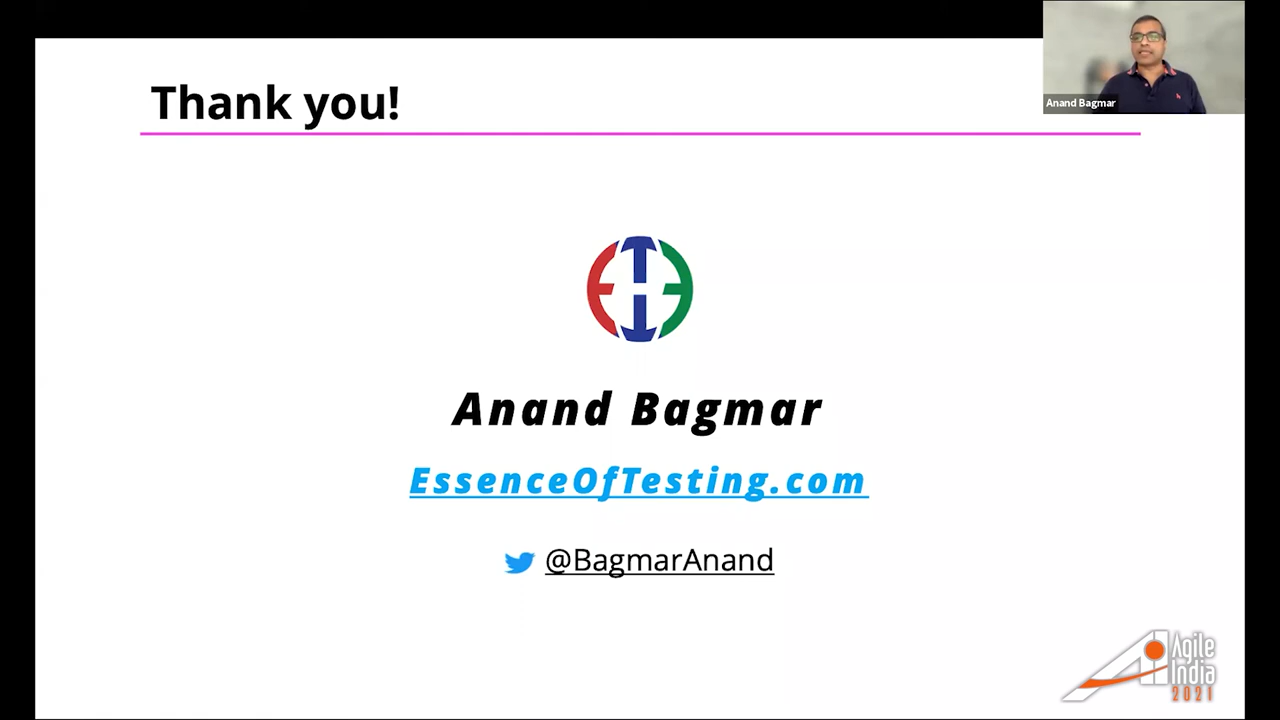 Thank you!
Anand Bagmar
Anand Bagmar
EssenceOfTesting.com
@BagmarAnand
Agile
India
2021